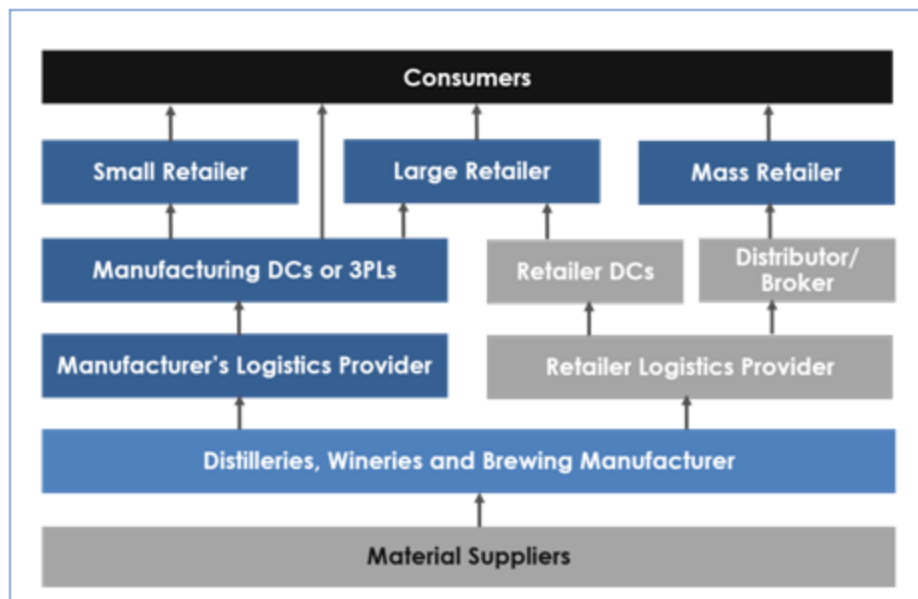 Consumers
Small Retailer
Large Retailer
Mass Retailer
Manufacturing DCs or 3PLs
Retailer DCs
Distributor/
Broker
Manufacturer's Logistics Provider
Retailer Logistics Provider
Distilleries, Wineries and Brewing Manufacturer
Material Suppliers